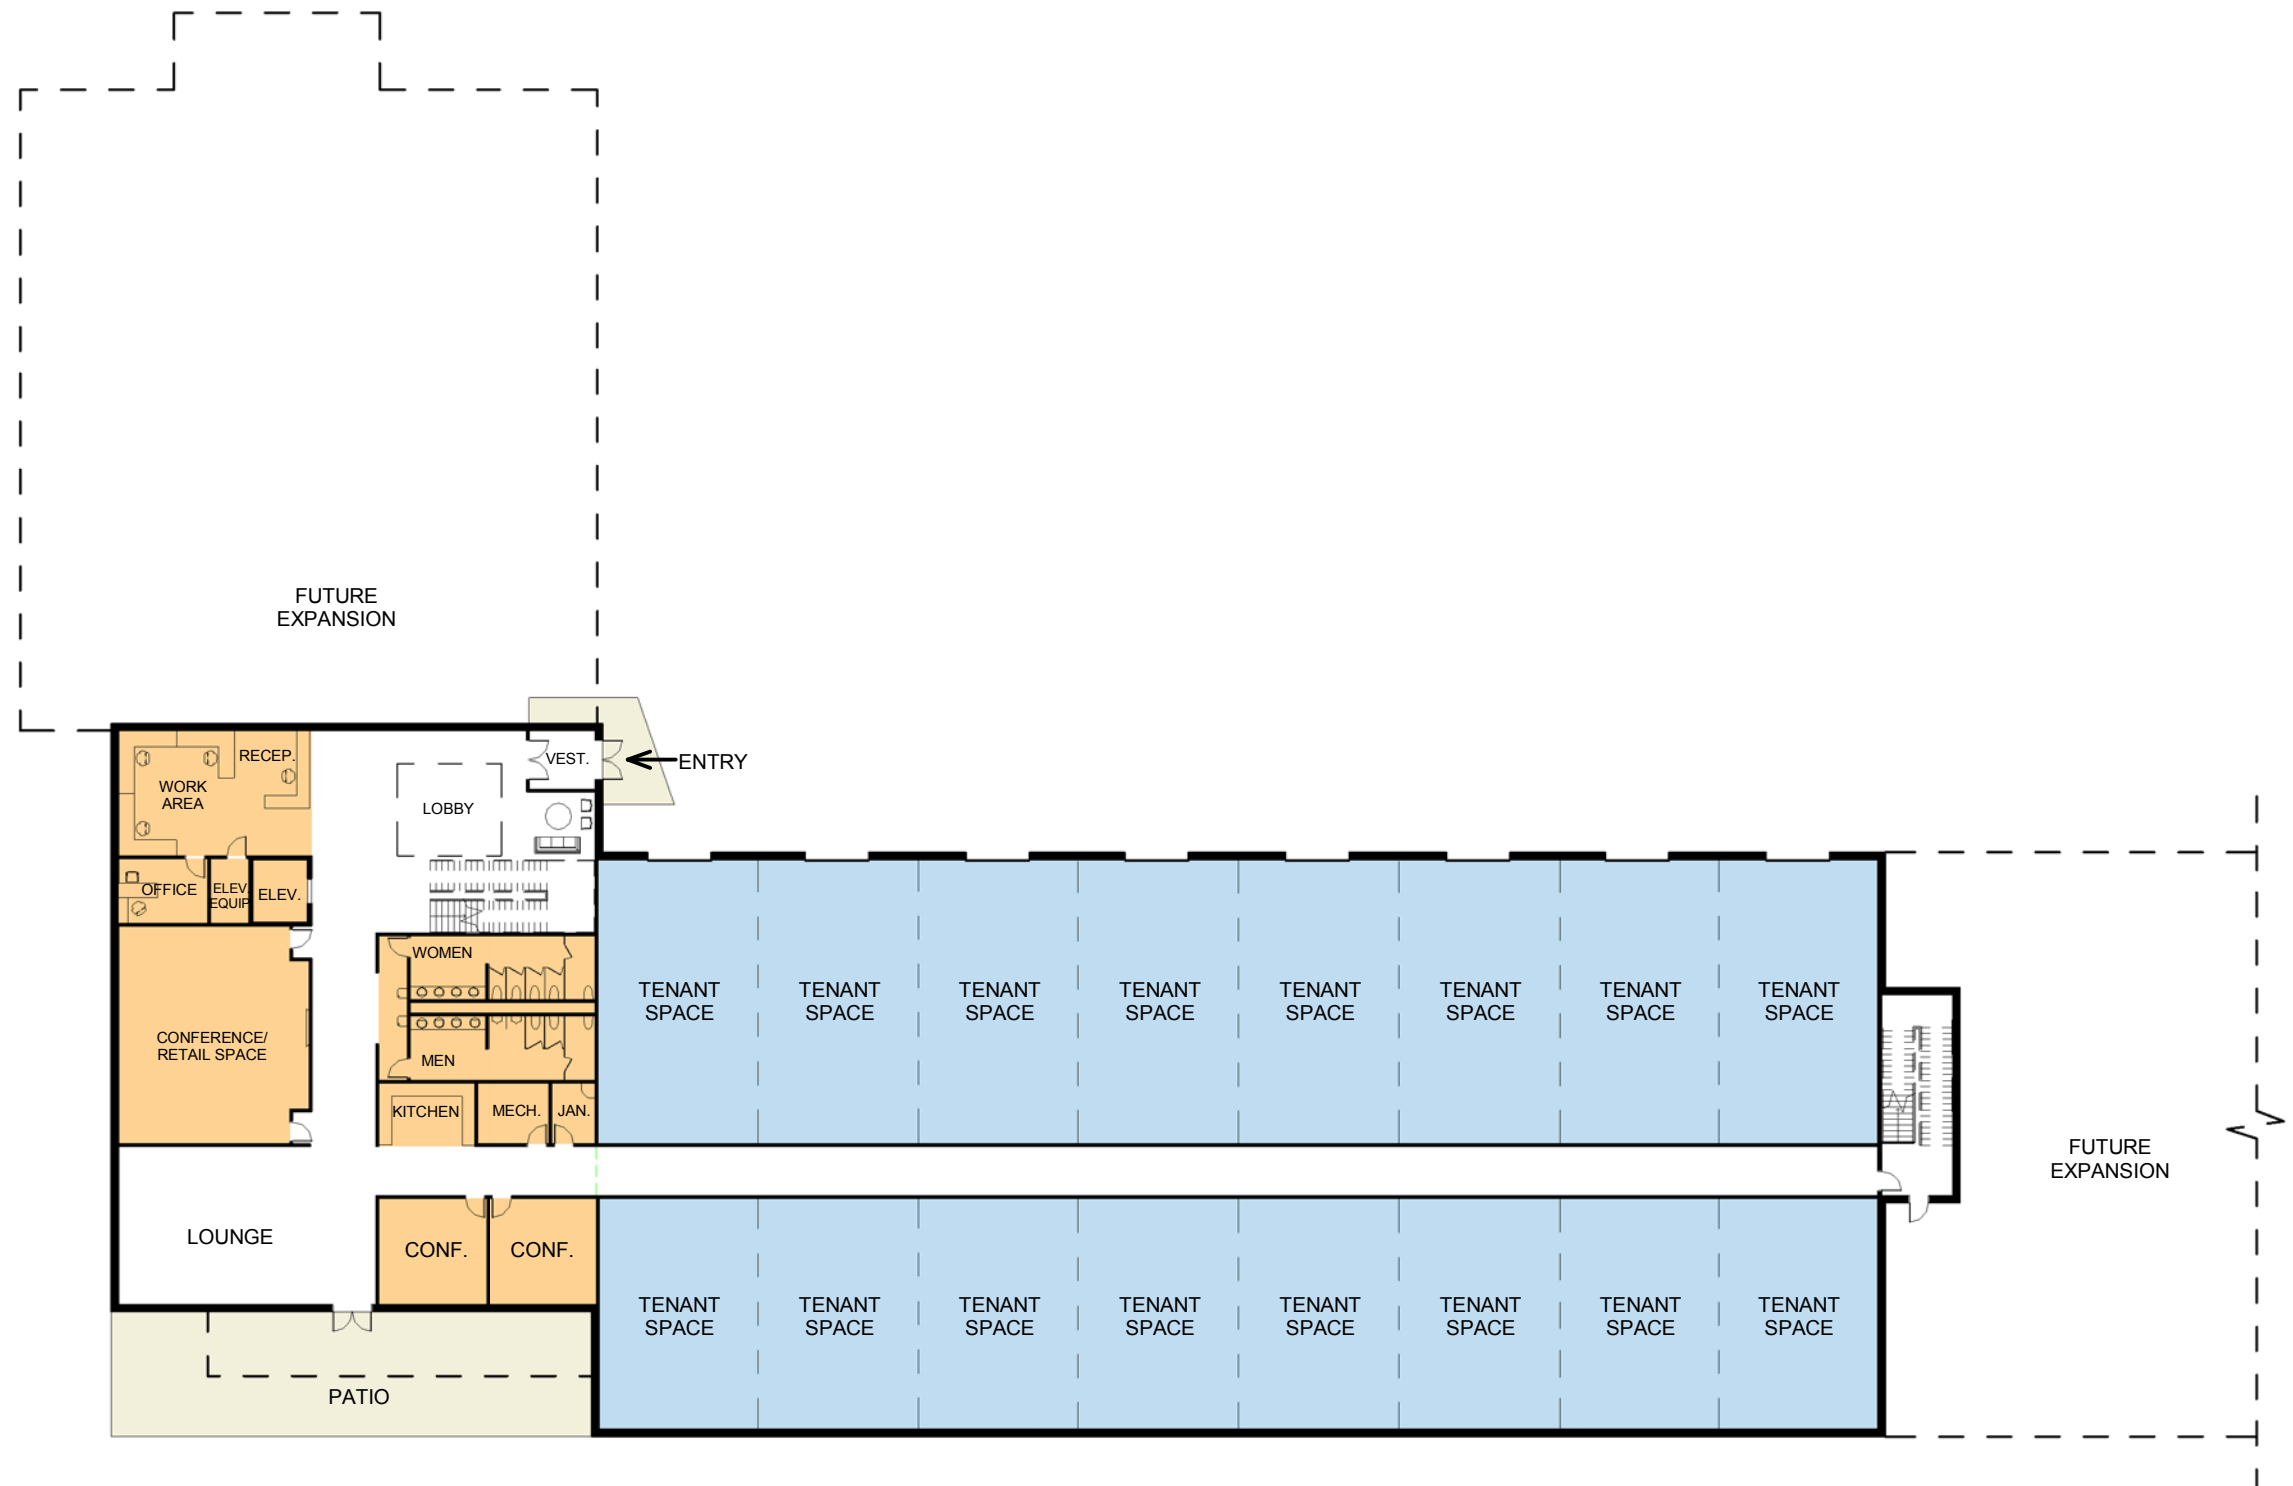 FUTURE
EXPANSION
RECEP.
VEST.
ENTRY
WORK
AREA
LOBBY
OFFICE
ELEV.
EQUIP
ELEV.
WOMEN
TENANT
SPACE
TENANT
SPACE
TENANT
SPACE
TENANT
SPACE
TENANT
SPACE
TENANT
SPACE
TENANT
SPACE
TENANT
SPACE
CONFERENCE/
RETAIL SPACE
MEN
KITCHEN
MECH.
JAN.
FUTURE
EXPANSION
LOUNGE
CONF.
CONF.
TENANT
SPACE
TENANT
SPACE
TENANT
SPACE
TENANT
SPACE
TENANT
SPACE
TENANT
SPACE
TENANT
SPACE
TENANT
SPACE
PATIO